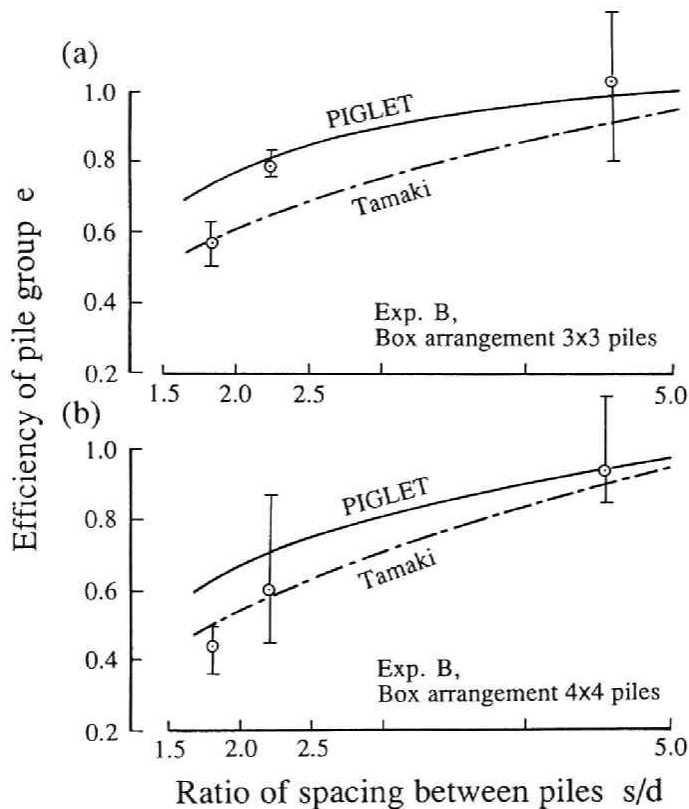 (a)
1.0
0.8
0.6
0.4
0.2
PIGLET
Tamaki
Exp. B,
Box arrangement 3x3 piles
1.5 2.0 2.5 5.0
Efficiency of pile group e
(b)
1.0
0.8
0.6
0.4
0.2
PIGLET
Tamaki
Exp. B,
Box arrangement 4x4 piles
1.5 2.0 2.5 5.0
Ratio of spacing between piles s/d